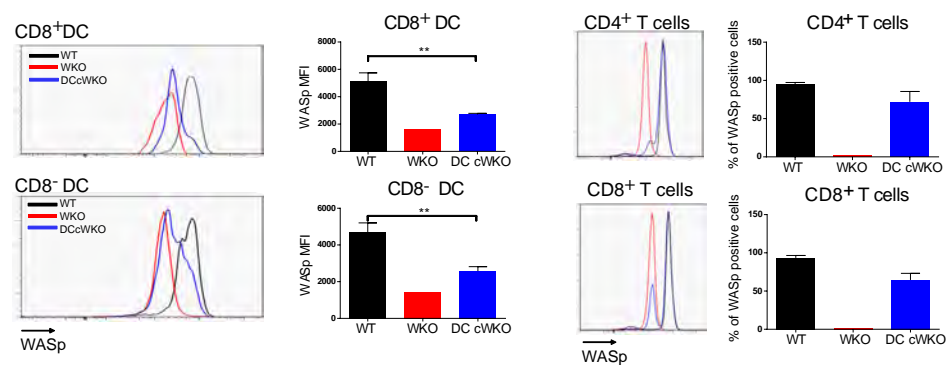 CD8+DC
WT
WKO
DCcWKO
CD8+ DC
WASp MFI
8000
6000
4000
2000
0
**
WT WKO DC cWKO
CD4+ T cells
CD4+ T cells
% of WASp positive cells
150
100
50
0
WT WKO DC cWKO
CD8- DC
WT
WKO
DCcWKO
WASp
CD8- DC
WASp MFI
6000
4000
2000
0
**
WT WKO DC cWKO
CD8+ T cells
WASp
CD8+ T cells
% of WASp positive cells
150
100
50
0
WT WKO DC cWKO